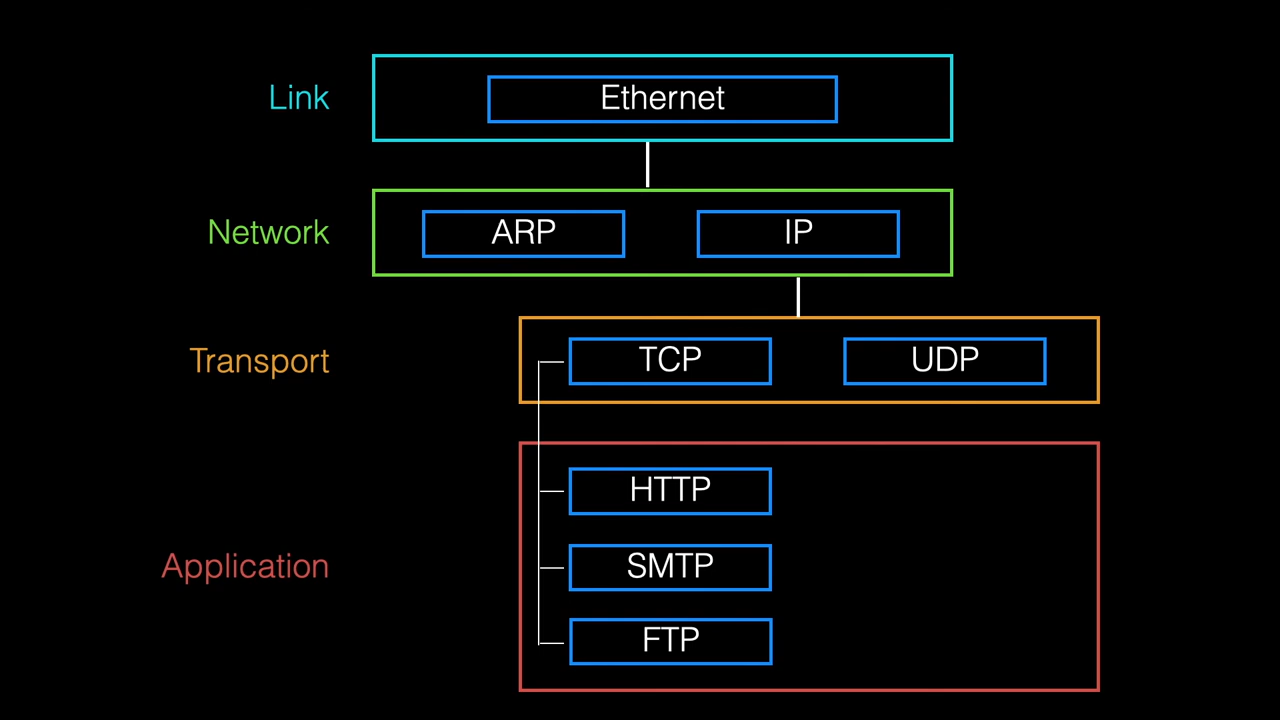 Link
Ethernet
Network
ARP
IP
Transport
TCP
UDP
HTTP
Application
SMTP
FTP